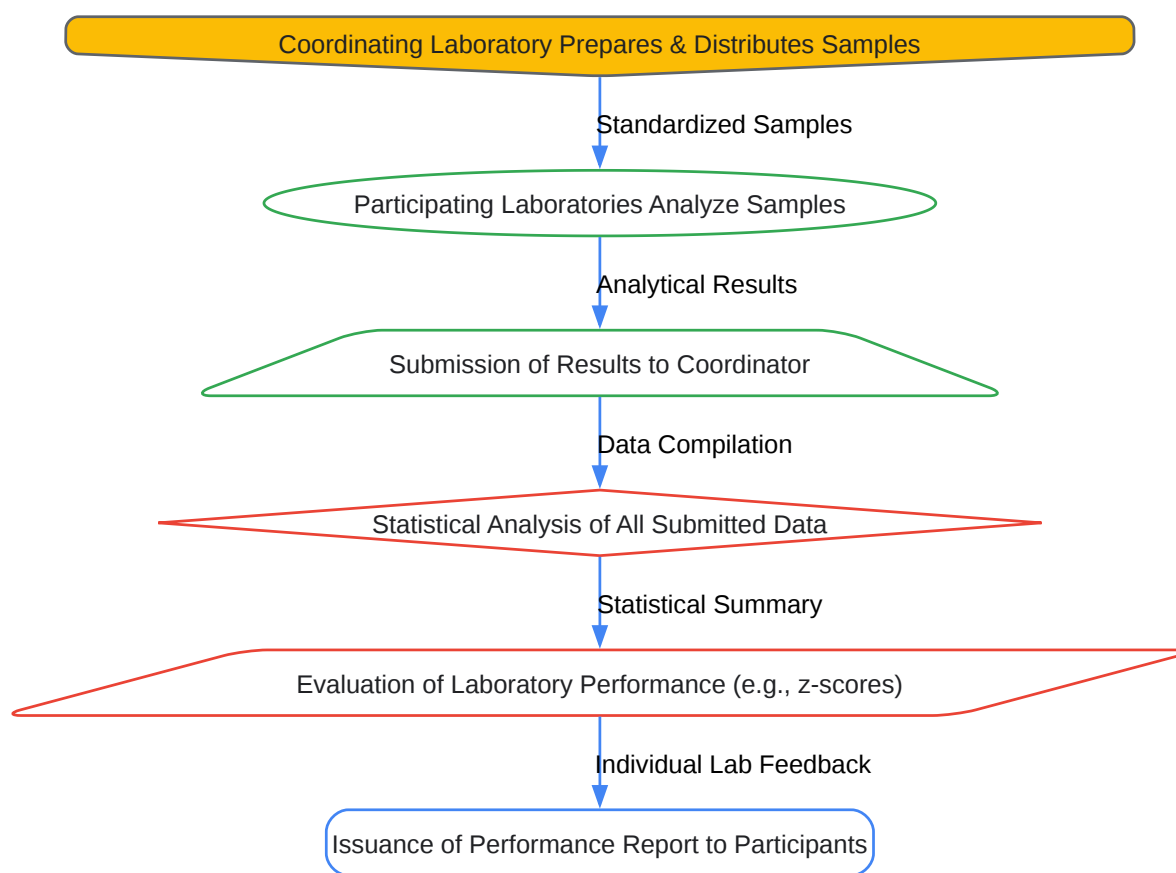 Coordinating Laboratory Prepares & Distributes Samples
Standardized Samples
Participating Laboratories Analyze Samples
Analytical Results
Submission of Results to Coordinator
Data Compilation
Statistical Analysis of All Submitted Data
Statistical Summary
Evaluation of Laboratory Performance (e.g., z-scores)
Individual Lab Feedback
Issuance of Performance Report to Participants